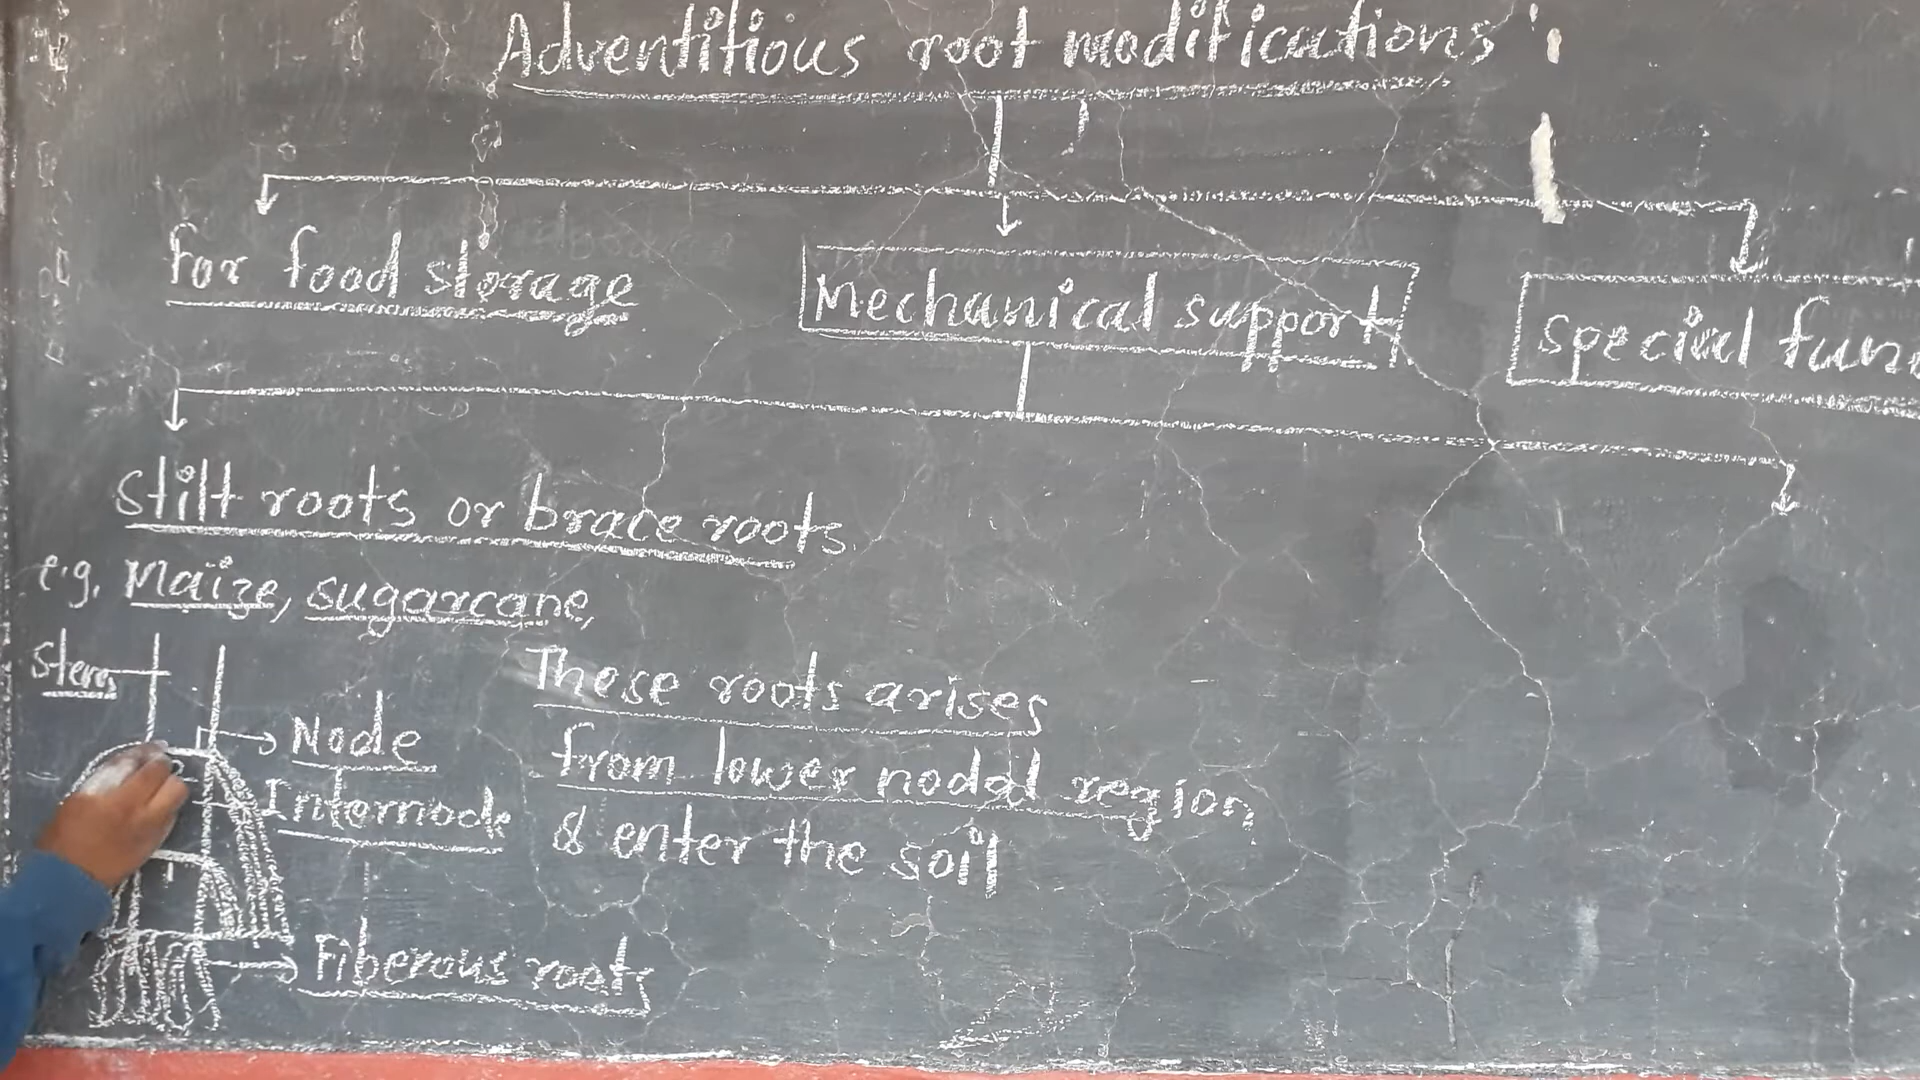 Adventitious root modifications:
for food storage
Mechanical support
special func
stilt roots or brace roots.
e.g. Maize, sugarcane,
Stem
Node
Internode
Fiberous roots
These roots arises
from lower nodal region,
& enter the soil